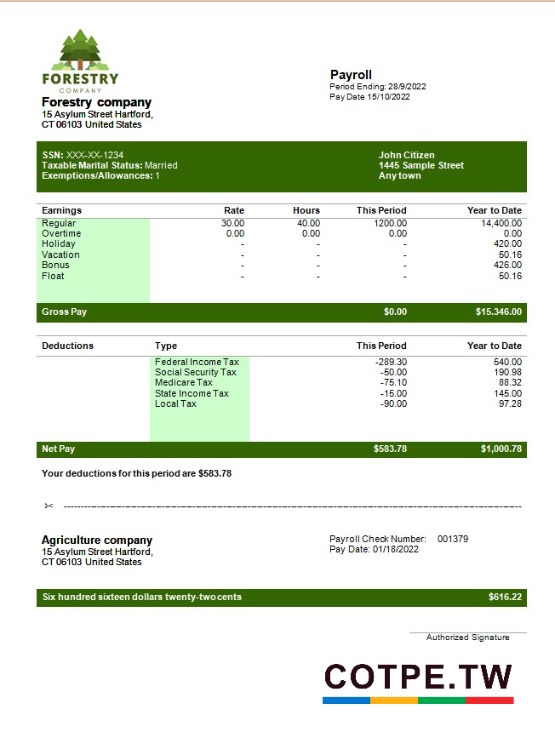 FORESTRY
COMPANY
Forestry company
15 Asylum Street Hartford,
CT 06103 United States
Payroll
Period Ending: 28/9/2022
Pay Date 15/10/2022
SSN: XXX-XX-1234
Taxable Marital Status: Married
Exemptions/Allowances: 1
John Citizen
1445 Sample Street
Any town
Earnings Rate Hours This Period Year to Date
Regular 30.00 40.00 1200.00 14,400.00
Overtime 0.00 0.00 0.00 0.00
Holiday - - - 420.00
Vacation - - - 50.16
Bonus - - - 426.00
Float - - - 50.16
Gross Pay $0.00 $15.346.00
Deductions Type This Period Year to Date
Federal Income Tax -289.30 540.00
Social Security Tax -50.00 190.98
Medicare Tax -75.10 88.32
State Income Tax -15.00 145.00
Local Tax -90.00 97.28
Net Pay $583.78 $1,000.78
Your deductions for this period are $583.78
Agriculture company
15 Asylum Street Hartford,
CT 06103 United States
Payroll Check Number: 001379
Pay Date: 01/18/2022
Six hundred sixteen dollars twenty-two cents $616.22
Authorized Signature
COTPE.TW